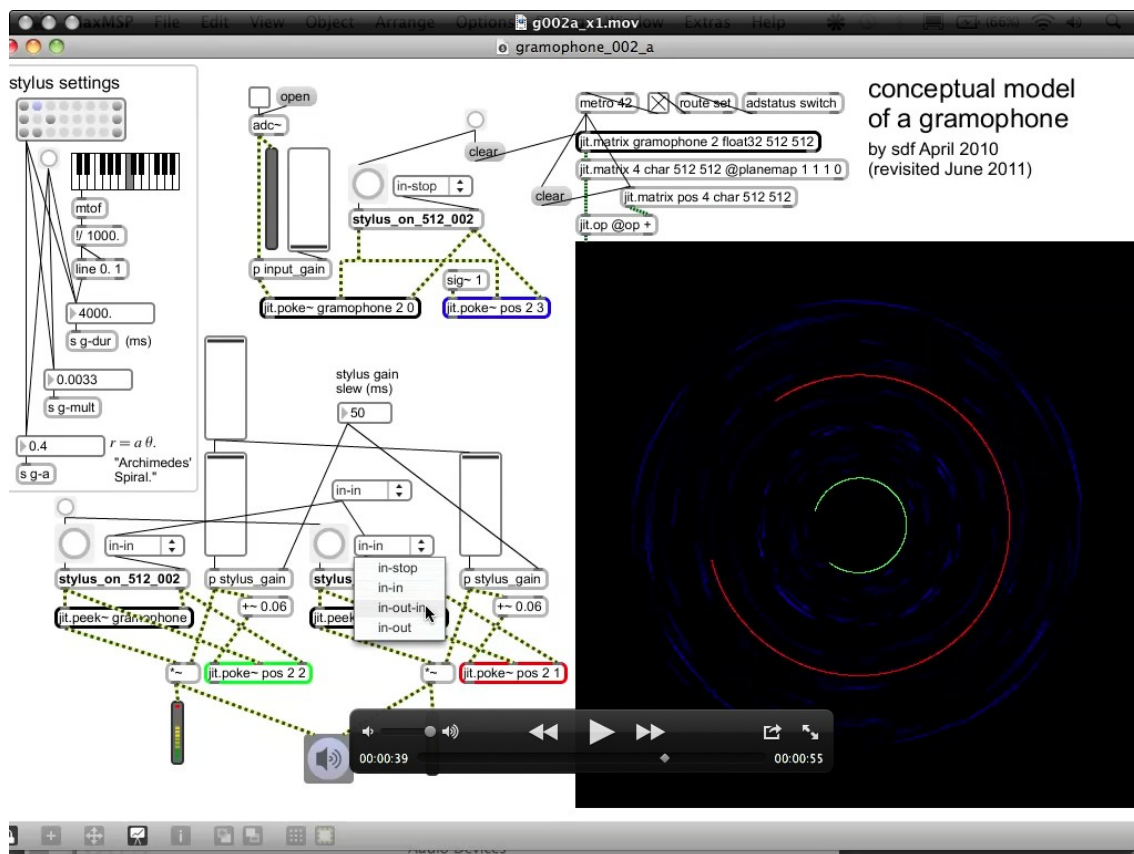 MaxMSP File Edit View Object Arrange Options Window Extras Help (66%)
g002a_x1.mov
gramophone_002_a
stylus settings
mtof
!/ 1000.
line 0. 1
4000.
s g-dur (ms)
0.0033
s g-mult
0.4
r = a θ.
s g-a
"Archimedes'
Spiral."
open
adc~
p input_gain
clear
in-stop
stylus_on_512_002
sig~ 1
jit.poke~ gramophone 2 0
jit.poke~ pos 2 3
metro 42
route set
adstatus switch
jit.matrix gramophone 2 float32 512 512
jit.matrix 4 char 512 512 @planemap 1 1 1 0
clear
jit.matrix pos 4 char 512 512
jit.op @op +
conceptual model
of a gramophone
by sdf April 2010
(revisited June 2011)
stylus gain
slew (ms)
50
in-in
in-in
stylus_on_512_002
p stylus_gain
jit.peek~ gramophone
+~ 0.06
*~
jit.poke~ pos 2 2
in-in
in-stop
in-in
in-out-in
in-out
p stylus_gain
+~ 0.06
*~
jit.poke~ pos 2 1
00:00:39
00:00:55
Audio Devices